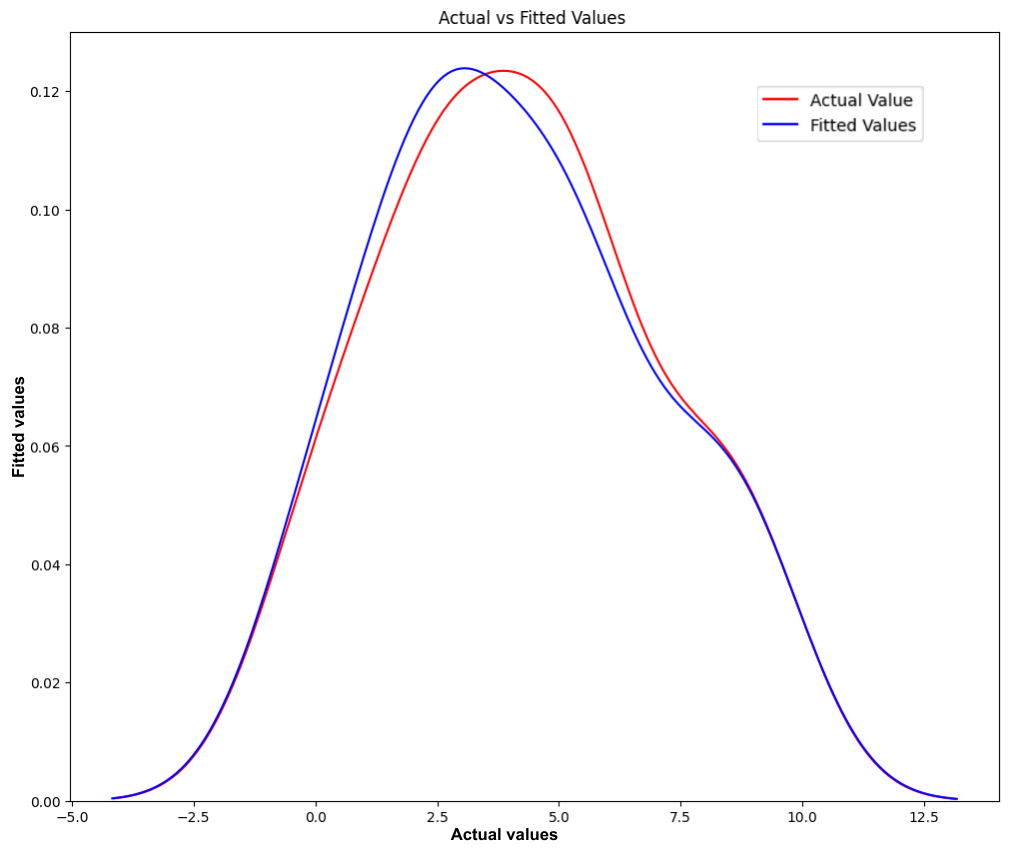 Actual vs Fitted Values
0.12
0.10
0.08
0.06
0.04
0.02
0.00
Fitted values
Actual Value
Fitted Values
−5.0 −2.5 0.0 2.5 5.0 7.5 10.0 12.5
Actual values